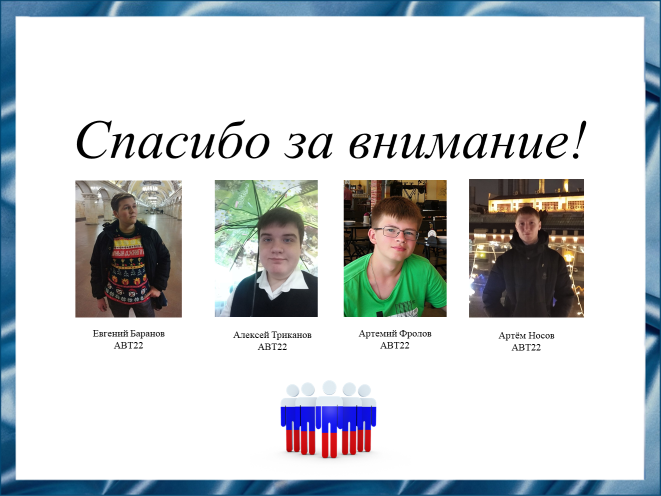 Спасибо за внимание!
Евгений Баранов
АВТ22
Алексей Триканов
АВТ22
Артемий Фролов
АВТ22
Артём Носов
АВТ22